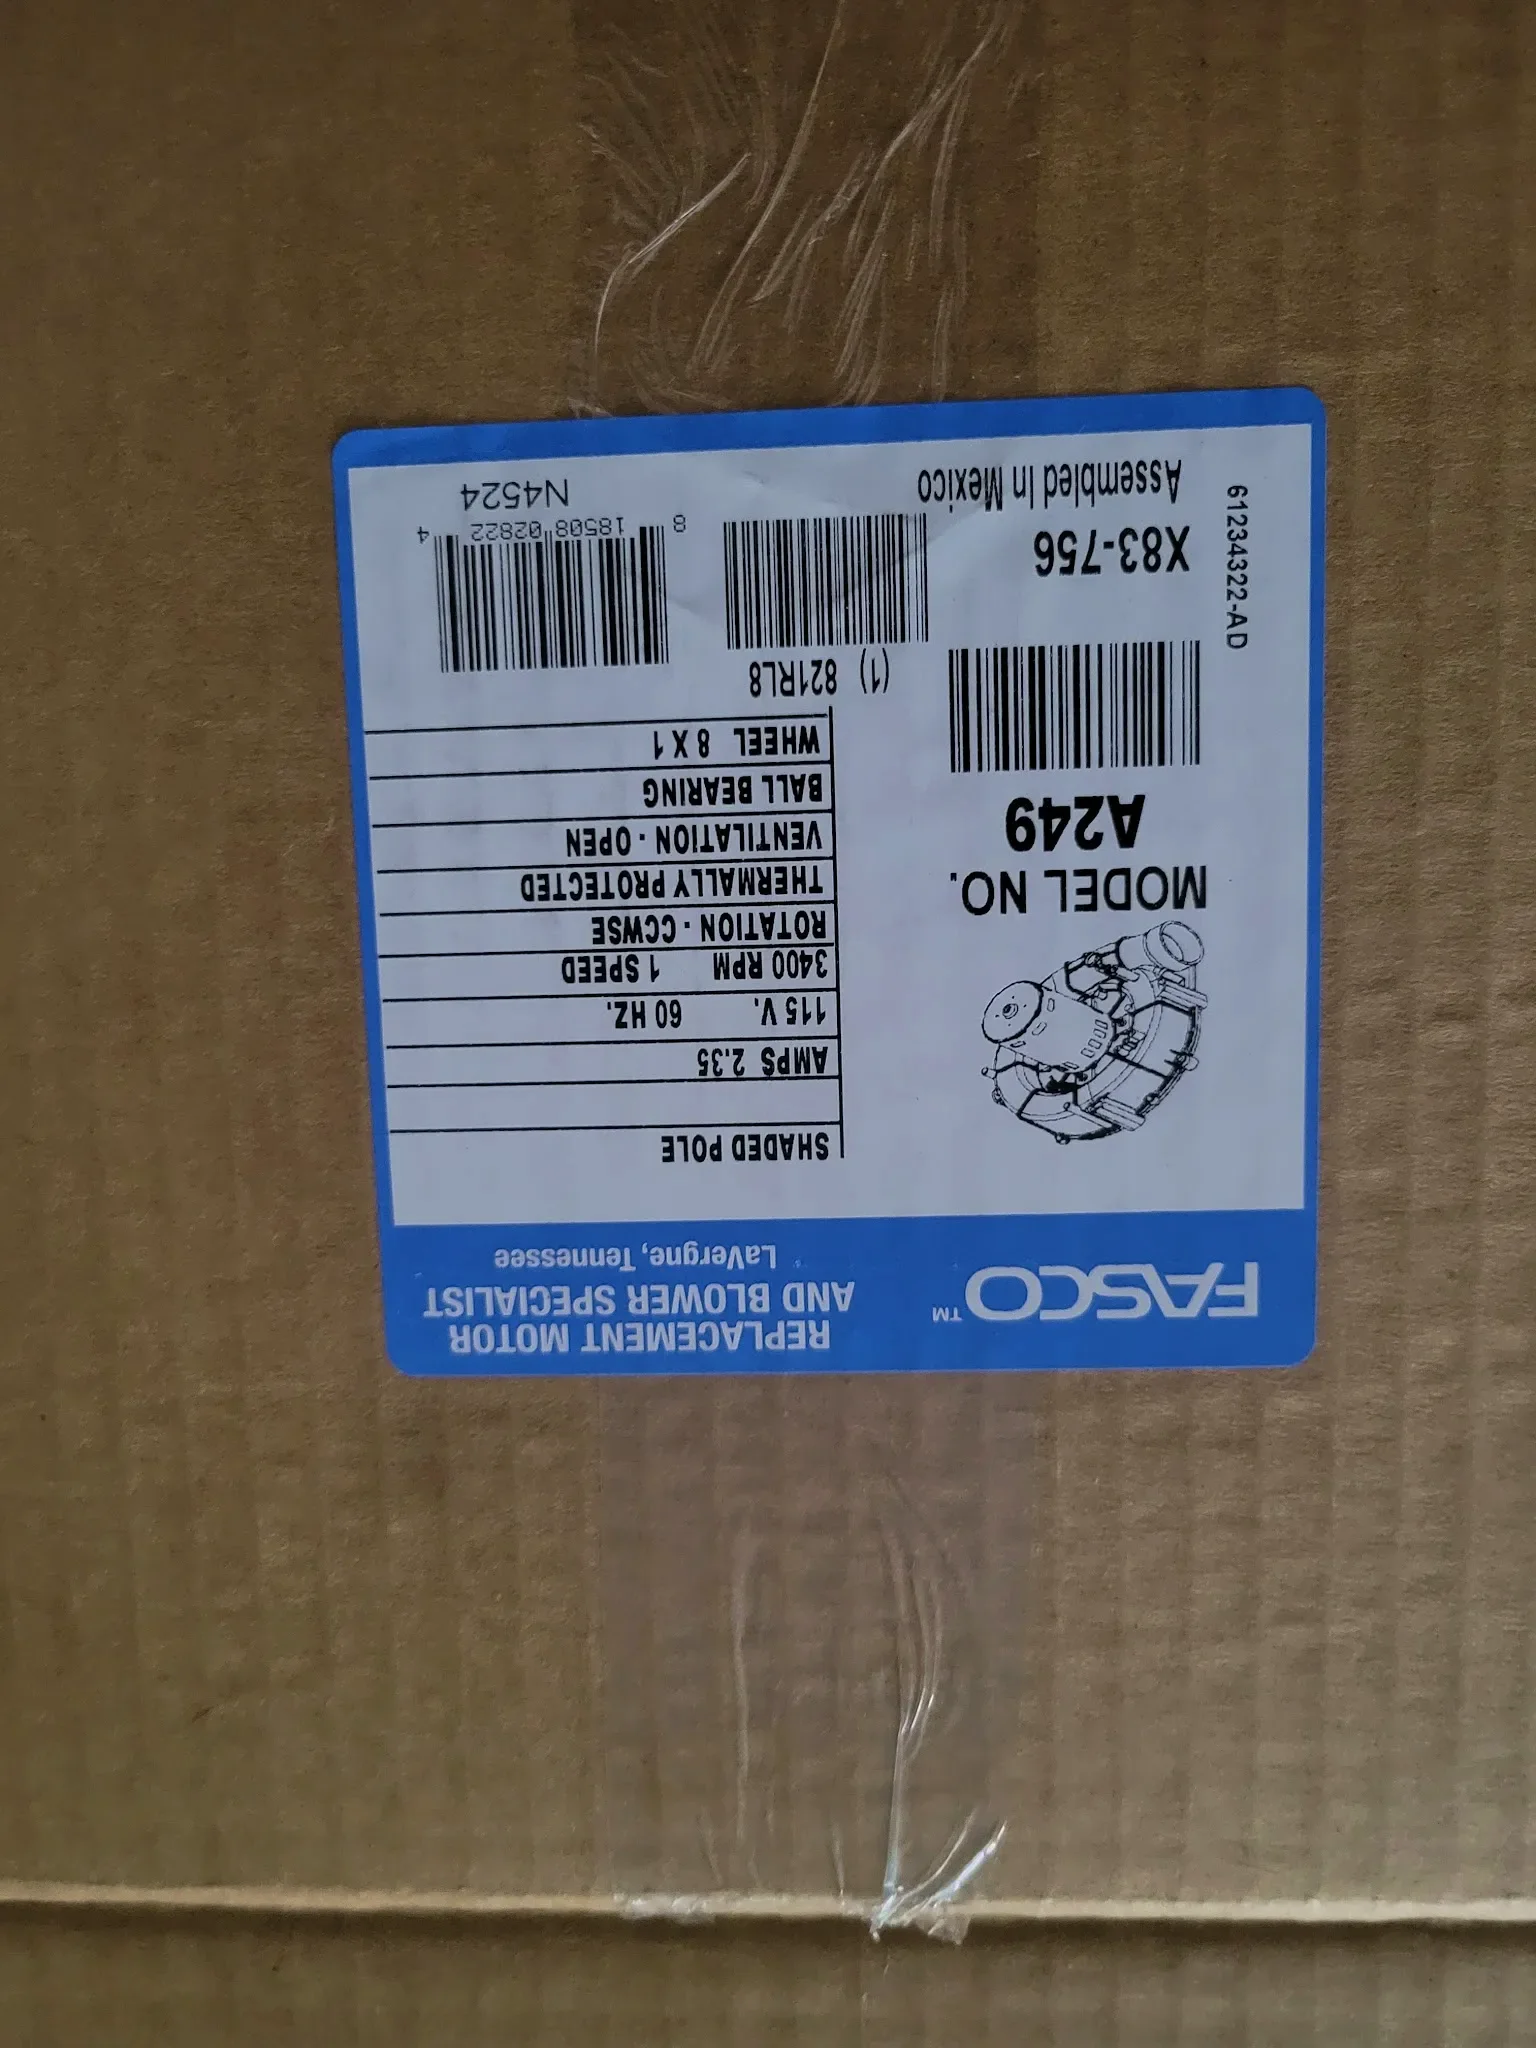 FASCO™
REPLACEMENT MOTOR
AND BLOWER SPECIALIST
LaVergne, Tennessee
MODEL NO.
A249
X83-756
Assembled In Mexico
61234322-AD
SHADED POLE
AMPS 2.35
115 V. 60 HZ.
3400 RPM 1 SPEED
ROTATION - CCWSE
THERMALLY PROTECTED
VENTILATION - OPEN
BALL BEARING
WHEEL 8 X 1
(1) 821RL8
8 18508 02822 4
N4524